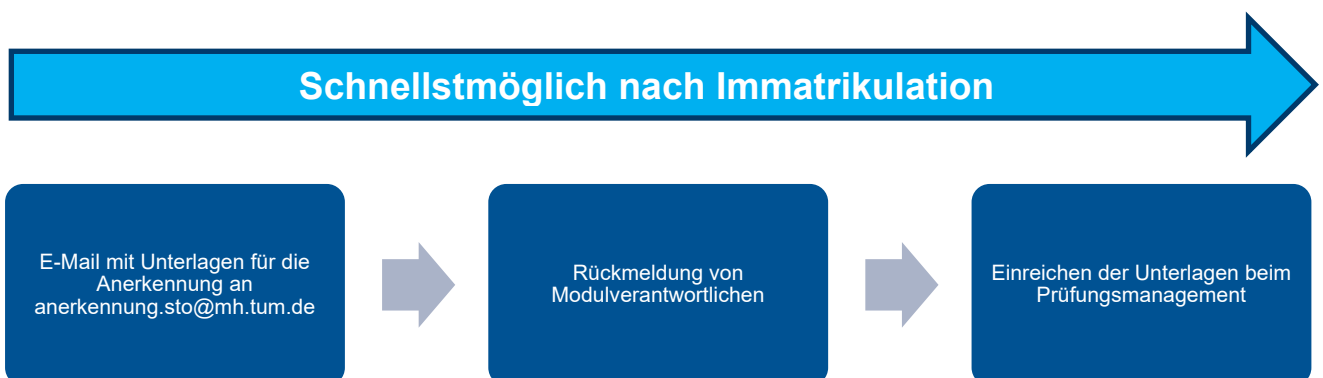 Schnellstmöglich nach Immatrikulation
E-Mail mit Unterlagen für die
Anerkennung an
anerkennung.sto@mh.tum.de
Rückmeldung von
Modulverantwortlichen
Einreichen der Unterlagen beim
Prüfungsmanagement